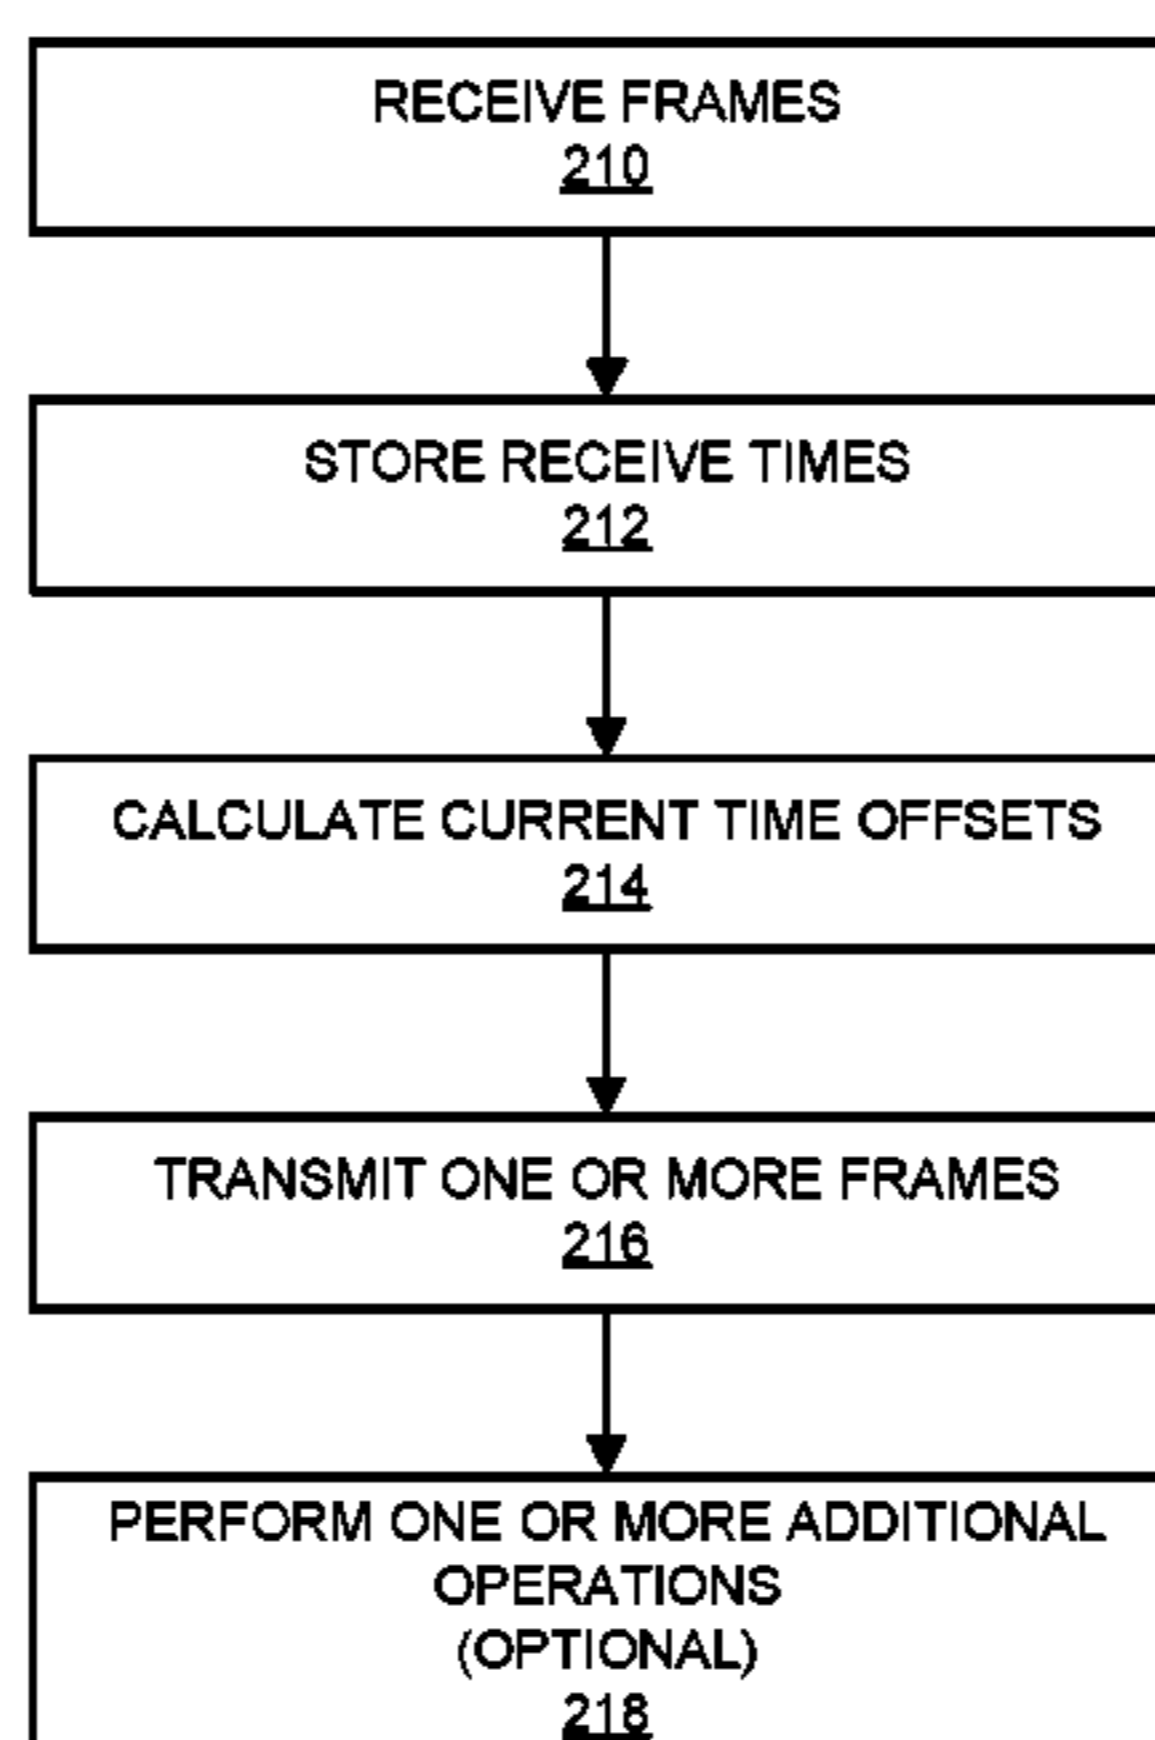 RECEIVE FRAMES
210
STORE RECEIVE TIMES
212
CALCULATE CURRENT TIME OFFSETS
214
TRANSMIT ONE OR MORE FRAMES
216
PERFORM ONE OR MORE ADDITIONAL
OPERATIONS
(OPTIONAL)
218